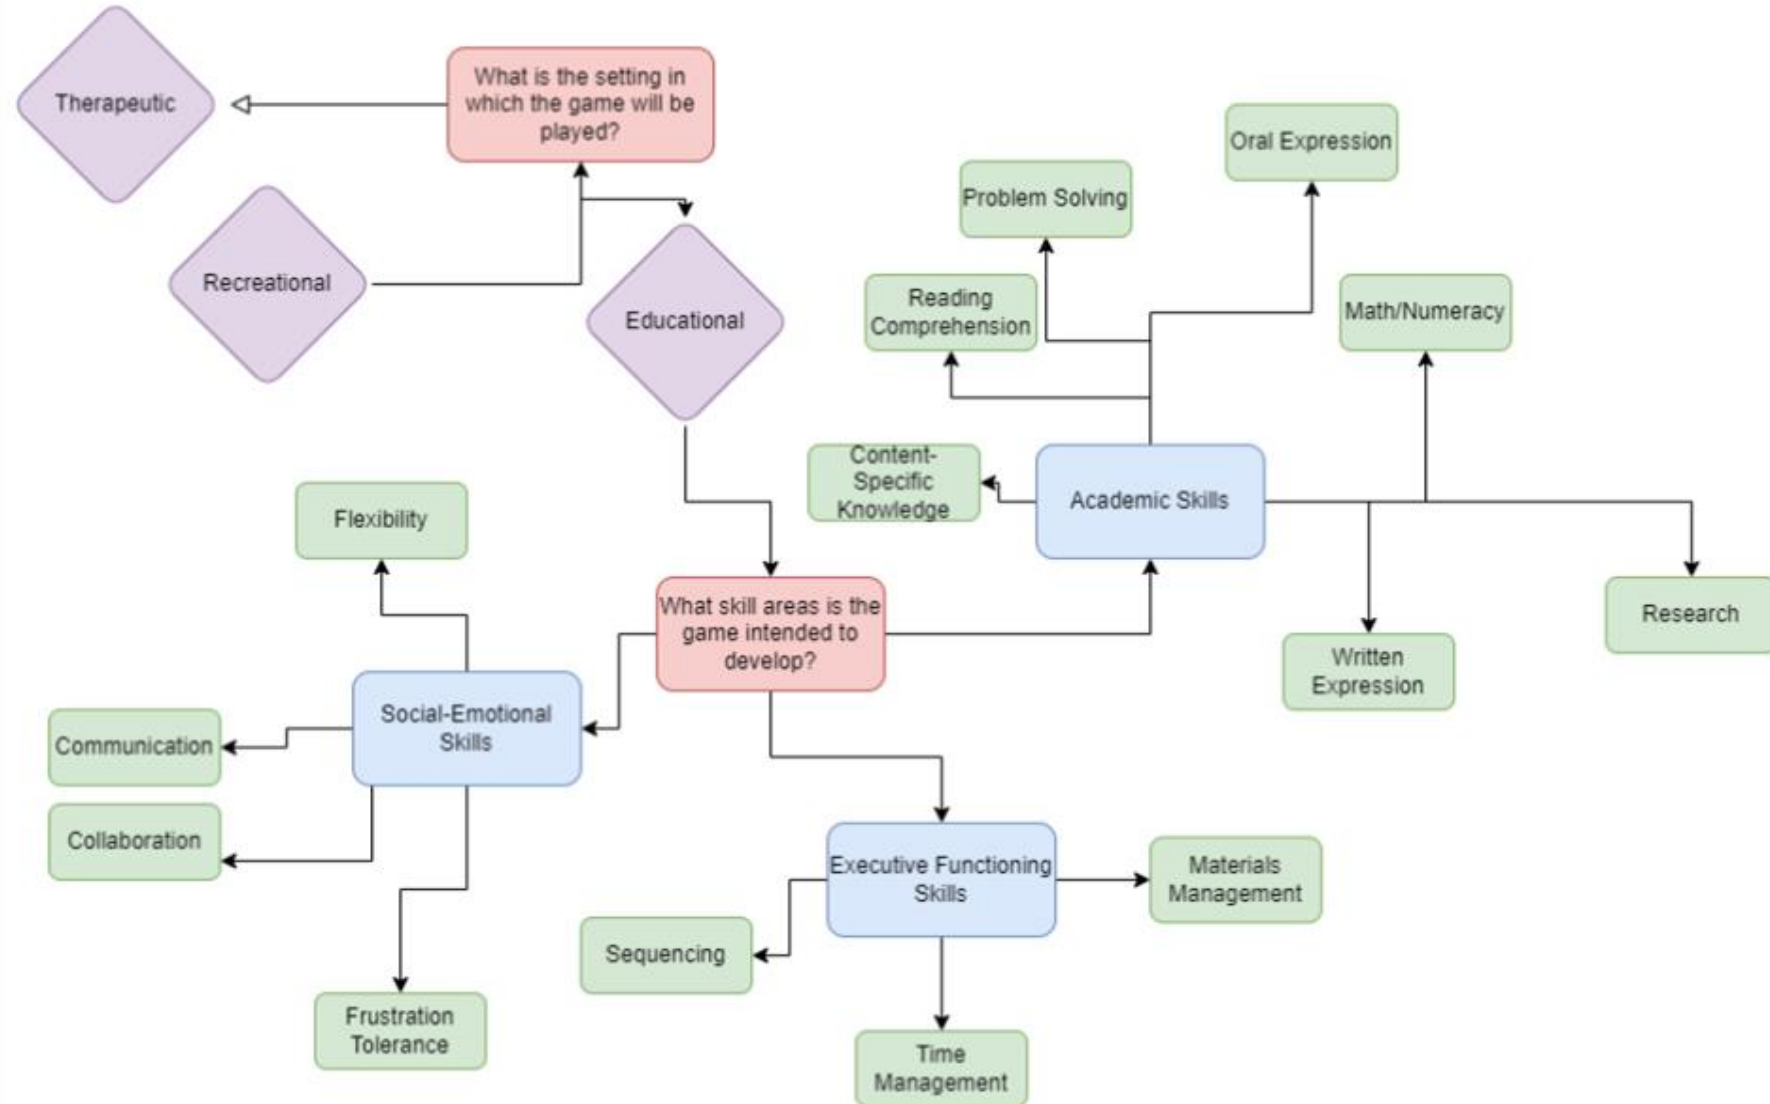 Therapeutic
What is the setting in
which the game will be
played?
Recreational
Educational
Oral Expression
Problem Solving
Reading
Comprehension
Math/Numeracy
Content-
Specific
Knowledge
Academic Skills
Flexibility
What skill areas is the
game intended to
develop?
Research
Written
Expression
Social-Emotional
Skills
Communication
Collaboration
Executive Functioning
Skills
Materials
Management
Sequencing
Frustration
Tolerance
Time
Management